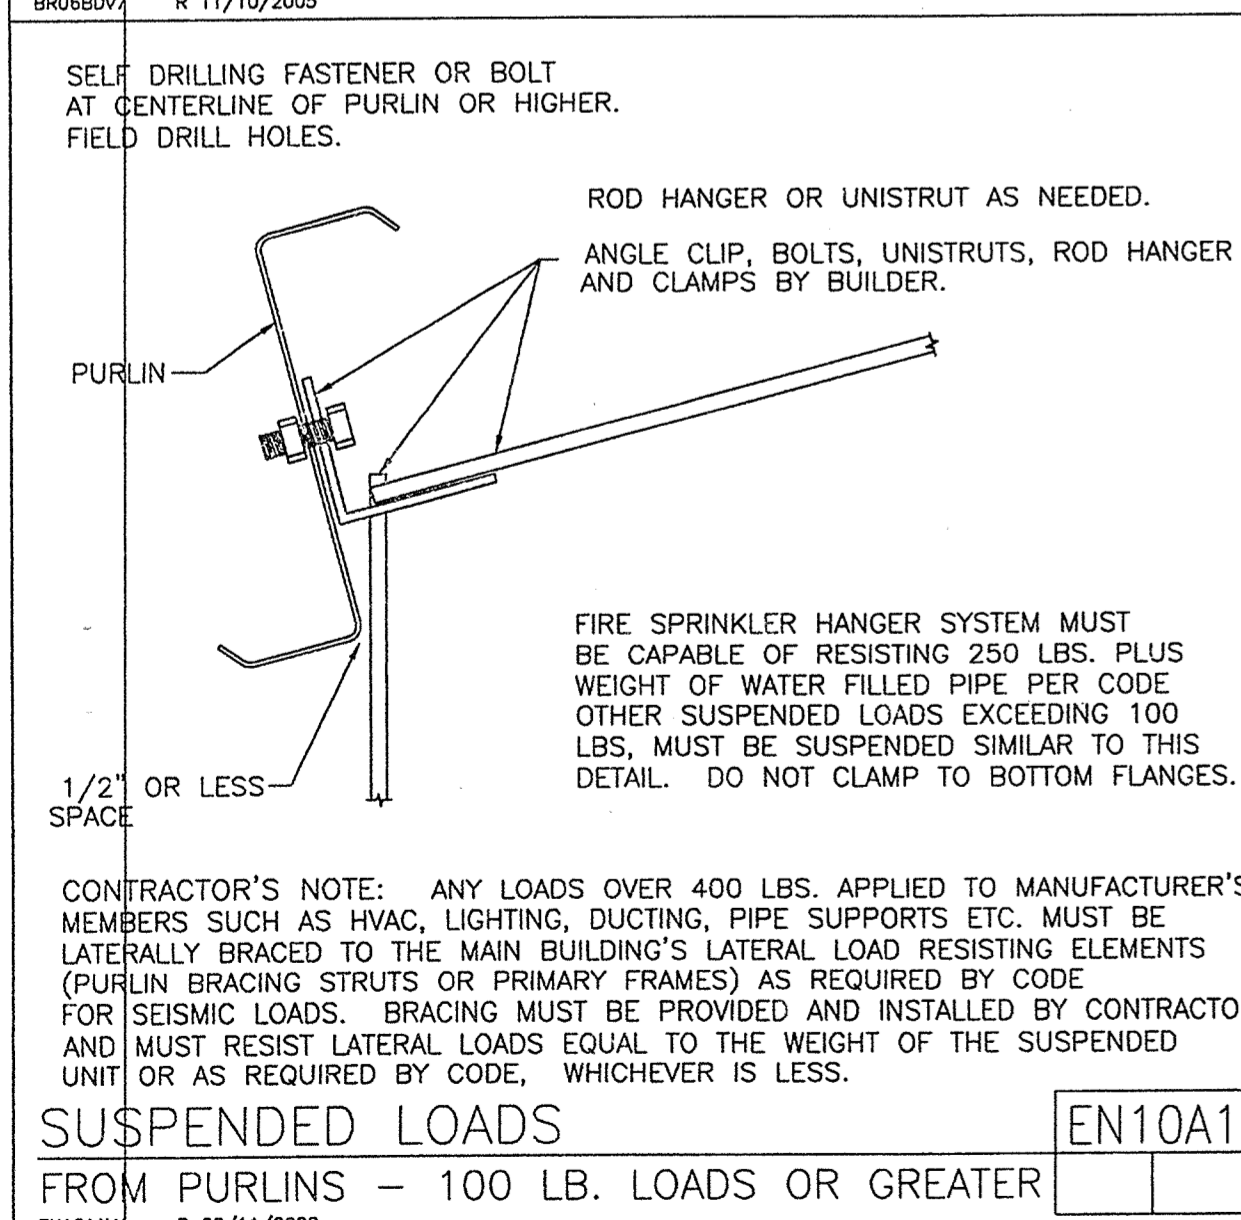 BR06BDV7 R 11/10/2005
SELF DRILLING FASTENER OR BOLT
AT CENTERLINE OF PURLIN OR HIGHER.
FIELD DRILL HOLES.
ROD HANGER OR UNISTRUT AS NEEDED.
ANGLE CLIP, BOLTS, UNISTRUTS, ROD HANGER
AND CLAMPS BY BUILDER.
PURLIN
FIRE SPRINKLER HANGER SYSTEM MUST
BE CAPABLE OF RESISTING 250 LBS. PLUS
WEIGHT OF WATER FILLED PIPE PER CODE
OTHER SUSPENDED LOADS EXCEEDING 100
LBS, MUST BE SUSPENDED SIMILAR TO THIS
DETAIL. DO NOT CLAMP TO BOTTOM FLANGES.
1/2" OR LESS
SPACE
CONTRACTOR'S NOTE: ANY LOADS OVER 400 LBS. APPLIED TO MANUFACTURER'S
MEMBERS SUCH AS HVAC, LIGHTING, DUCTING, PIPE SUPPORTS ETC. MUST BE
LATERALLY BRACED TO THE MAIN BUILDING'S LATERAL LOAD RESISTING ELEMENTS
(PURLIN BRACING STRUTS OR PRIMARY FRAMES) AS REQUIRED BY CODE
FOR SEISMIC LOADS. BRACING MUST BE PROVIDED AND INSTALLED BY CONTRACTO
AND MUST RESIST LATERAL LOADS EQUAL TO THE WEIGHT OF THE SUSPENDED
UNIT OR AS REQUIRED BY CODE, WHICHEVER IS LESS.
SUSPENDED LOADS
EN10A1
FROM PURLINS – 100 LB. LOADS OR GREATER